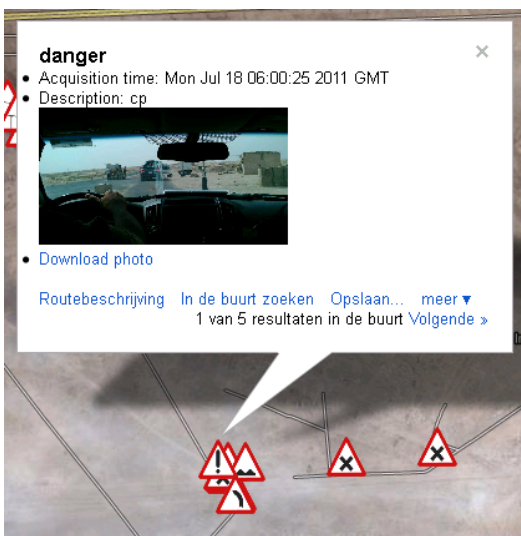 danger
×
• Acquisition time: Mon Jul 18 06:00:25 2011 GMT
• Description: cp
• Download photo
Routebeschrijving In de buurt zoeken Opslaan... meer ▼
1 van 5 resultaten in de buurt Volgende »